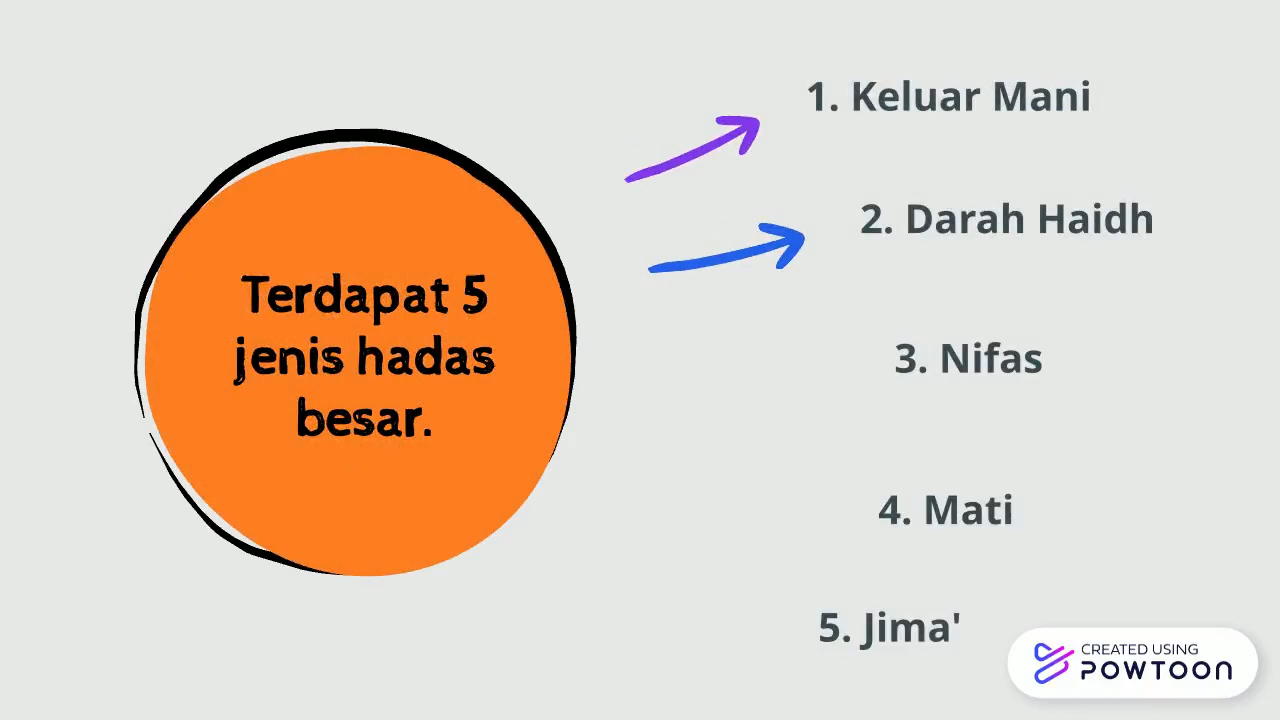 Terdapat 5
jenis hadas
besar.
1. Keluar Mani
2. Darah Haidh
3. Nifas
4. Mati
5. Jima'
CREATED USING
POWTOON